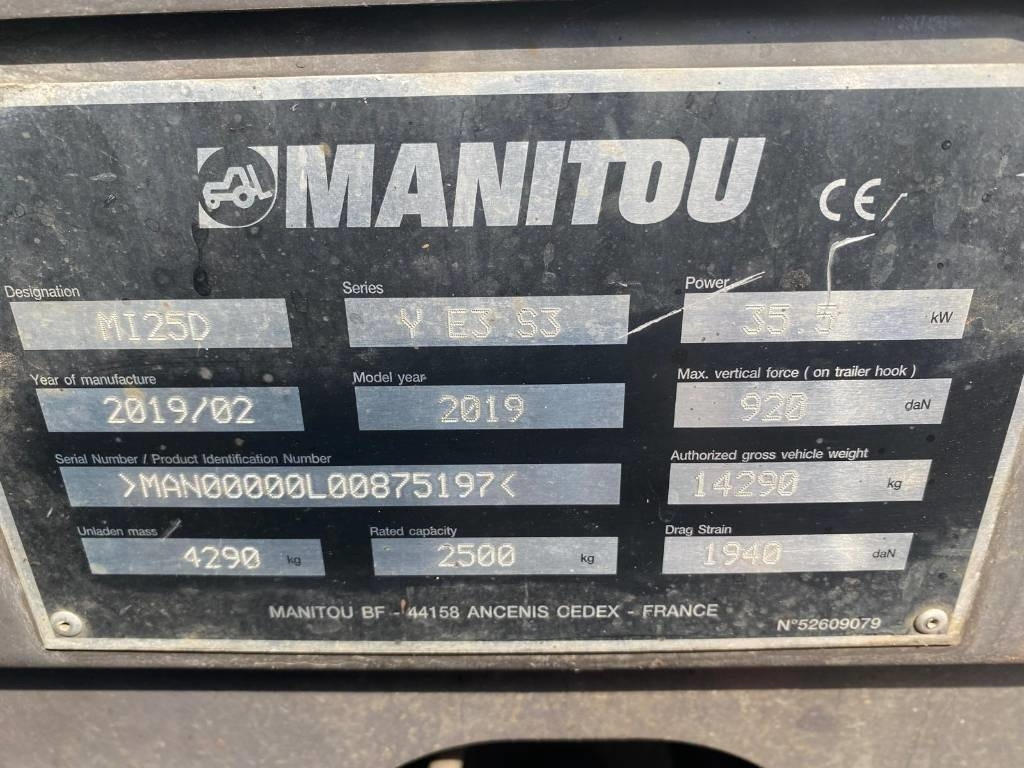 MANITOU CE
Designation Series Power
MI25D Y E3 S3 35.5 kW
Year of manufacture Model year Max. vertical force ( on trailer hook )
2019/02 2019 920 daN
Serial Number / Product Identification Number Authorized gross vehicle weight
>MAN00000L00875197< 14290 kg
Unladen mass Rated capacity Drag Strain
4290 kg 2500 kg 1940 daN
MANITOU BF - 44158 ANCENIS CEDEX - FRANCE
N°52609079